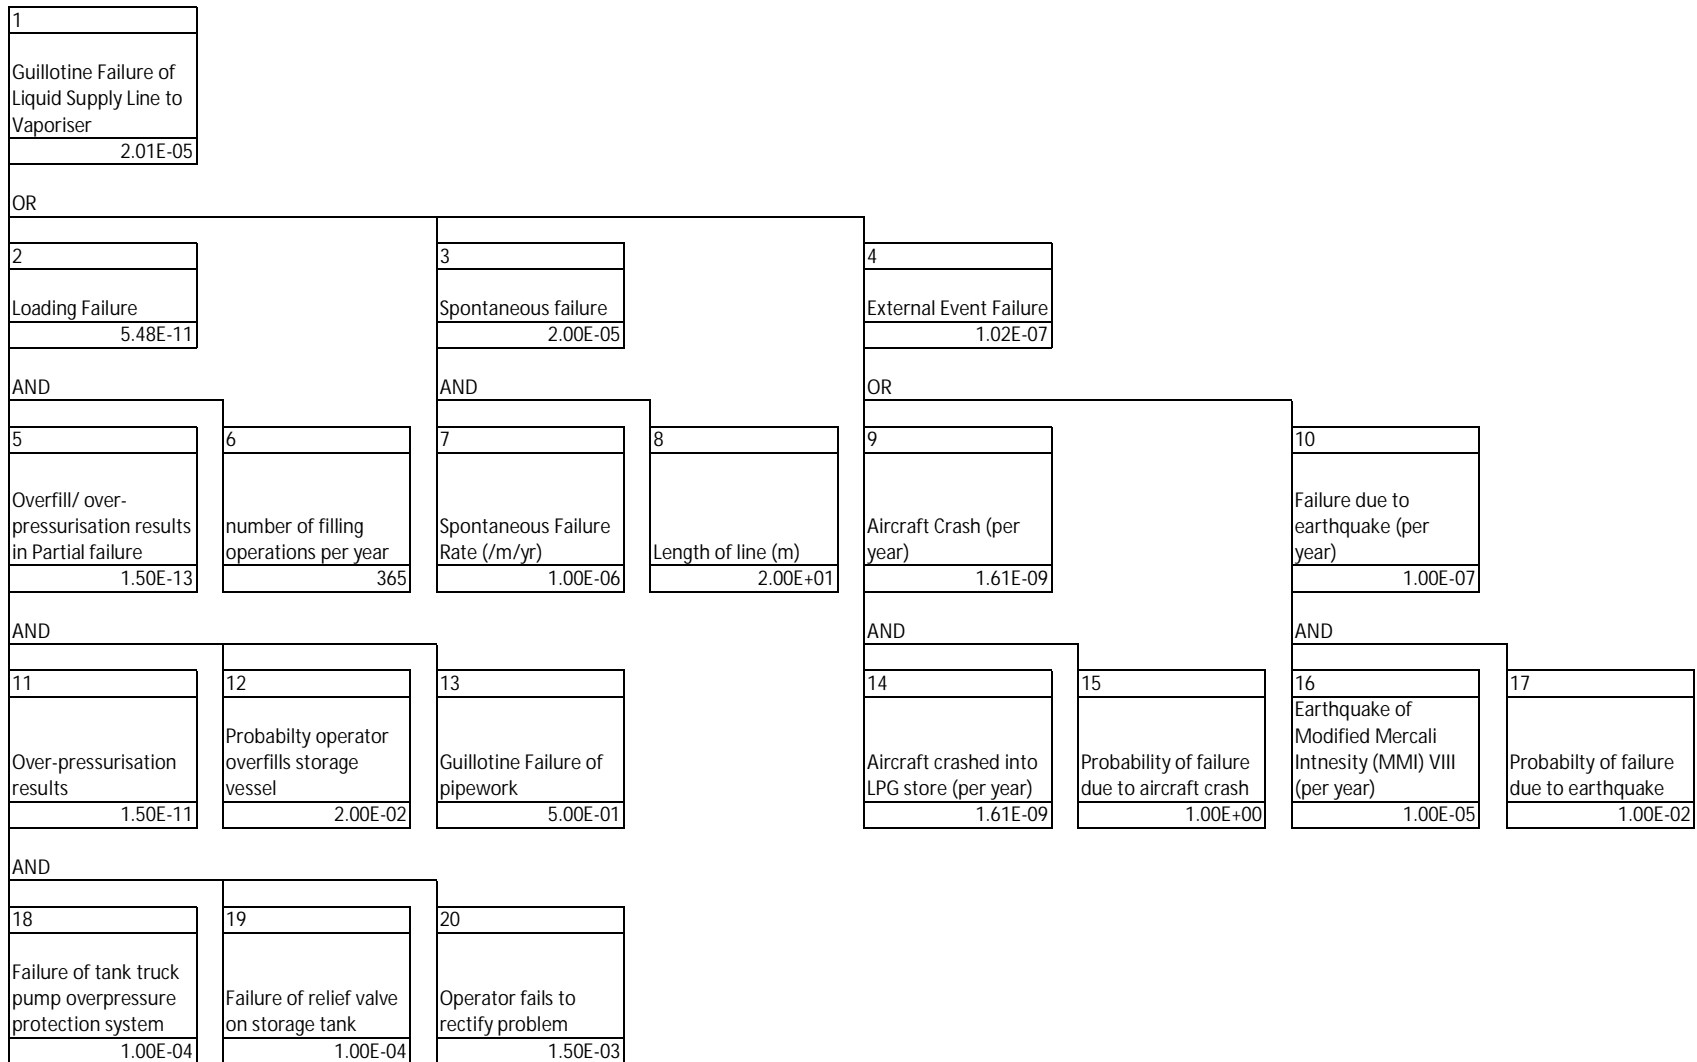 1
Guillotine Failure of
Liquid Supply Line to
Vaporiser
2.01E-05
OR
2
Loading Failure
5.48E-11
3
Spontaneous failure
2.00E-05
4
External Event Failure
1.02E-07
AND
AND
OR
5
Overfill/ over-
pressurisation results
in Partial failure
1.50E-13
6
number of filling
operations per year
365
7
Spontaneous Failure
Rate (/m/yr)
1.00E-06
8
Length of line (m)
2.00E+01
9
Aircraft Crash (per
year)
1.61E-09
10
Failure due to
earthquake (per
year)
1.00E-07
AND
AND
AND
11
Over-pressurisation
results
1.50E-11
12
Probabilty operator
overfills storage
vessel
2.00E-02
13
Guillotine Failure of
pipework
5.00E-01
14
Aircraft crashed into
LPG store (per year)
1.61E-09
15
Probability of failure
due to aircraft crash
1.00E+00
16
Earthquake of
Modified Mercali
Intnesity (MMI) VIII
(per year)
1.00E-05
17
Probabilty of failure
due to earthquake
1.00E-02
AND
18
Failure of tank truck
pump overpressure
protection system
1.00E-04
19
Failure of relief valve
on storage tank
1.00E-04
20
Operator fails to
rectify problem
1.50E-03